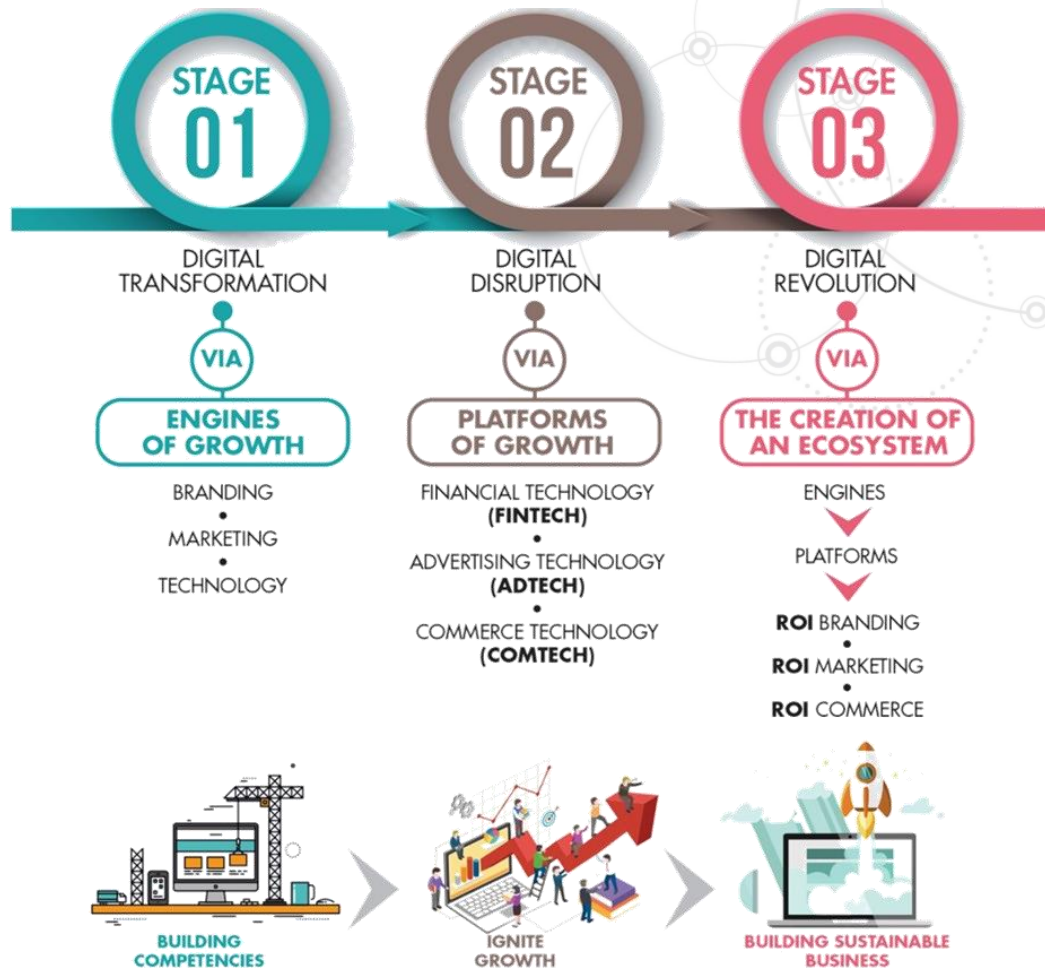 STAGE
01
DIGITAL
TRANSFORMATION
VIA
ENGINES
OF GROWTH
BRANDING
•
MARKETING
•
TECHNOLOGY
BUILDING
COMPETENCIES
STAGE
02
DIGITAL
DISRUPTION
VIA
PLATFORMS
OF GROWTH
FINANCIAL TECHNOLOGY
(FINTECH)
•
ADVERTISING TECHNOLOGY
(ADTECH)
•
COMMERCE TECHNOLOGY
(COMTECH)
IGNITE
GROWTH
STAGE
03
DIGITAL
REVOLUTION
VIA
THE CREATION OF
AN ECOSYSTEM
ENGINES
PLATFORMS
ROI BRANDING
•
ROI MARKETING
•
ROI COMMERCE
BUILDING SUSTAINABLE
BUSINESS